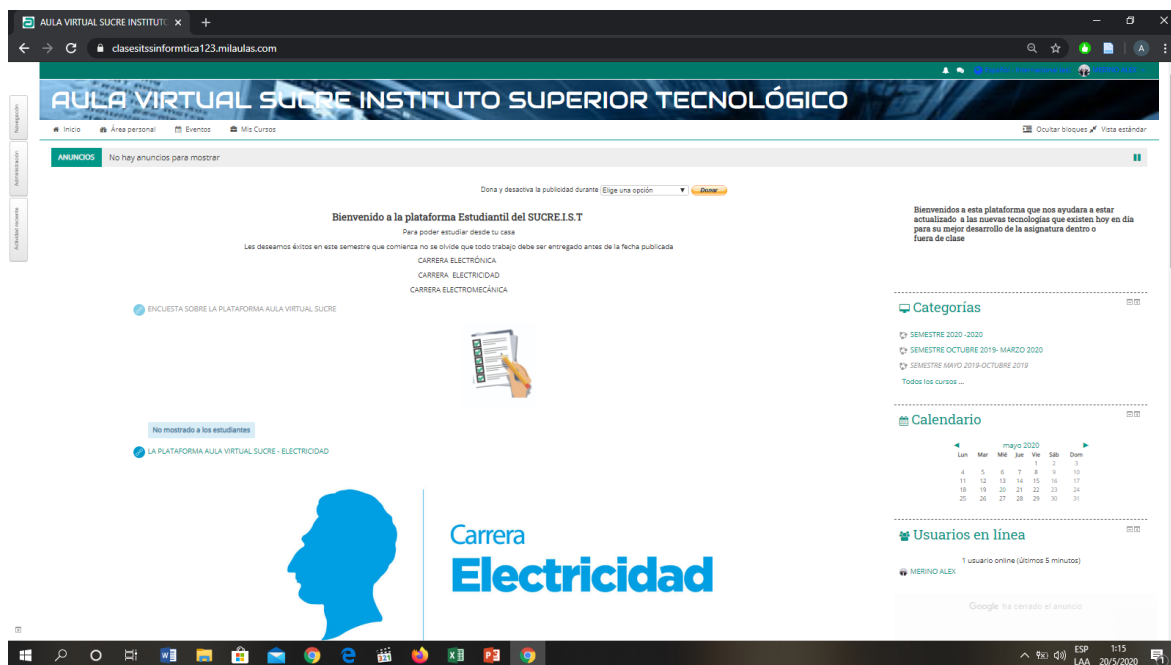 AULA VIRTUAL SUCRE INSTITUTO
clasesitssinformtica123.milaulas.com
A
AULA VIRTUAL SUCRE INSTITUTO SUPERIOR TECNOLÓGICO
Navegación
Inicio Área personal Eventos Mis Cursos
Ocultar bloques Vista estándar
Administración
ANUNCIOS No hay anuncios para mostrar
Actividad reciente
Dona y desactiva la publicidad durante Elige una opción Donar
Bienvenido a la plataforma Estudiantil del SUCRE.I.S.T
Para poder estudiar desde tu casa
Les deseamos éxitos en este semestre que comienza no se olvide que todo trabajo debe ser entregado antes de la fecha publicada
CARRERA ELECTRÓNICA
CARRERA ELECTRICIDAD
CARRERA ELECTROMECÁNICA
ENCUESTA SOBRE LA PLATAFORMA AULA VIRTUAL SUCRE
No mostrado a los estudiantes
LA PLATAFORMA AULA VIRTUAL SUCRE - ELECTRICIDAD
Carrera
Electricidad
Bienvenidos a esta plataforma que nos ayudara a estar
actualizado a las nuevas tecnologías que existen hoy en día
para su mejor desarrollo de la asignatura dentro o
fuera de clase
Categorías
SEMESTRE 2020 -2020
SEMESTRE OCTUBRE 2019- MARZO 2020
SEMESTRE MAYO 2019-OCTUBRE 2019
Todos los cursos ...
Calendario
mayo 2020
Lun Mar Mié Jue Vie Sáb Dom
1 2 3
4 5 6 7 8 9 10
11 12 13 14 15 16 17
18 19 20 21 22 23 24
25 26 27 28 29 30 31
Usuarios en línea
1 usuario online (últimos 5 minutos)
MERINO ALEX
Google ha cerrado el anuncio
321
ESP 1:15
LAA 20/5/2020